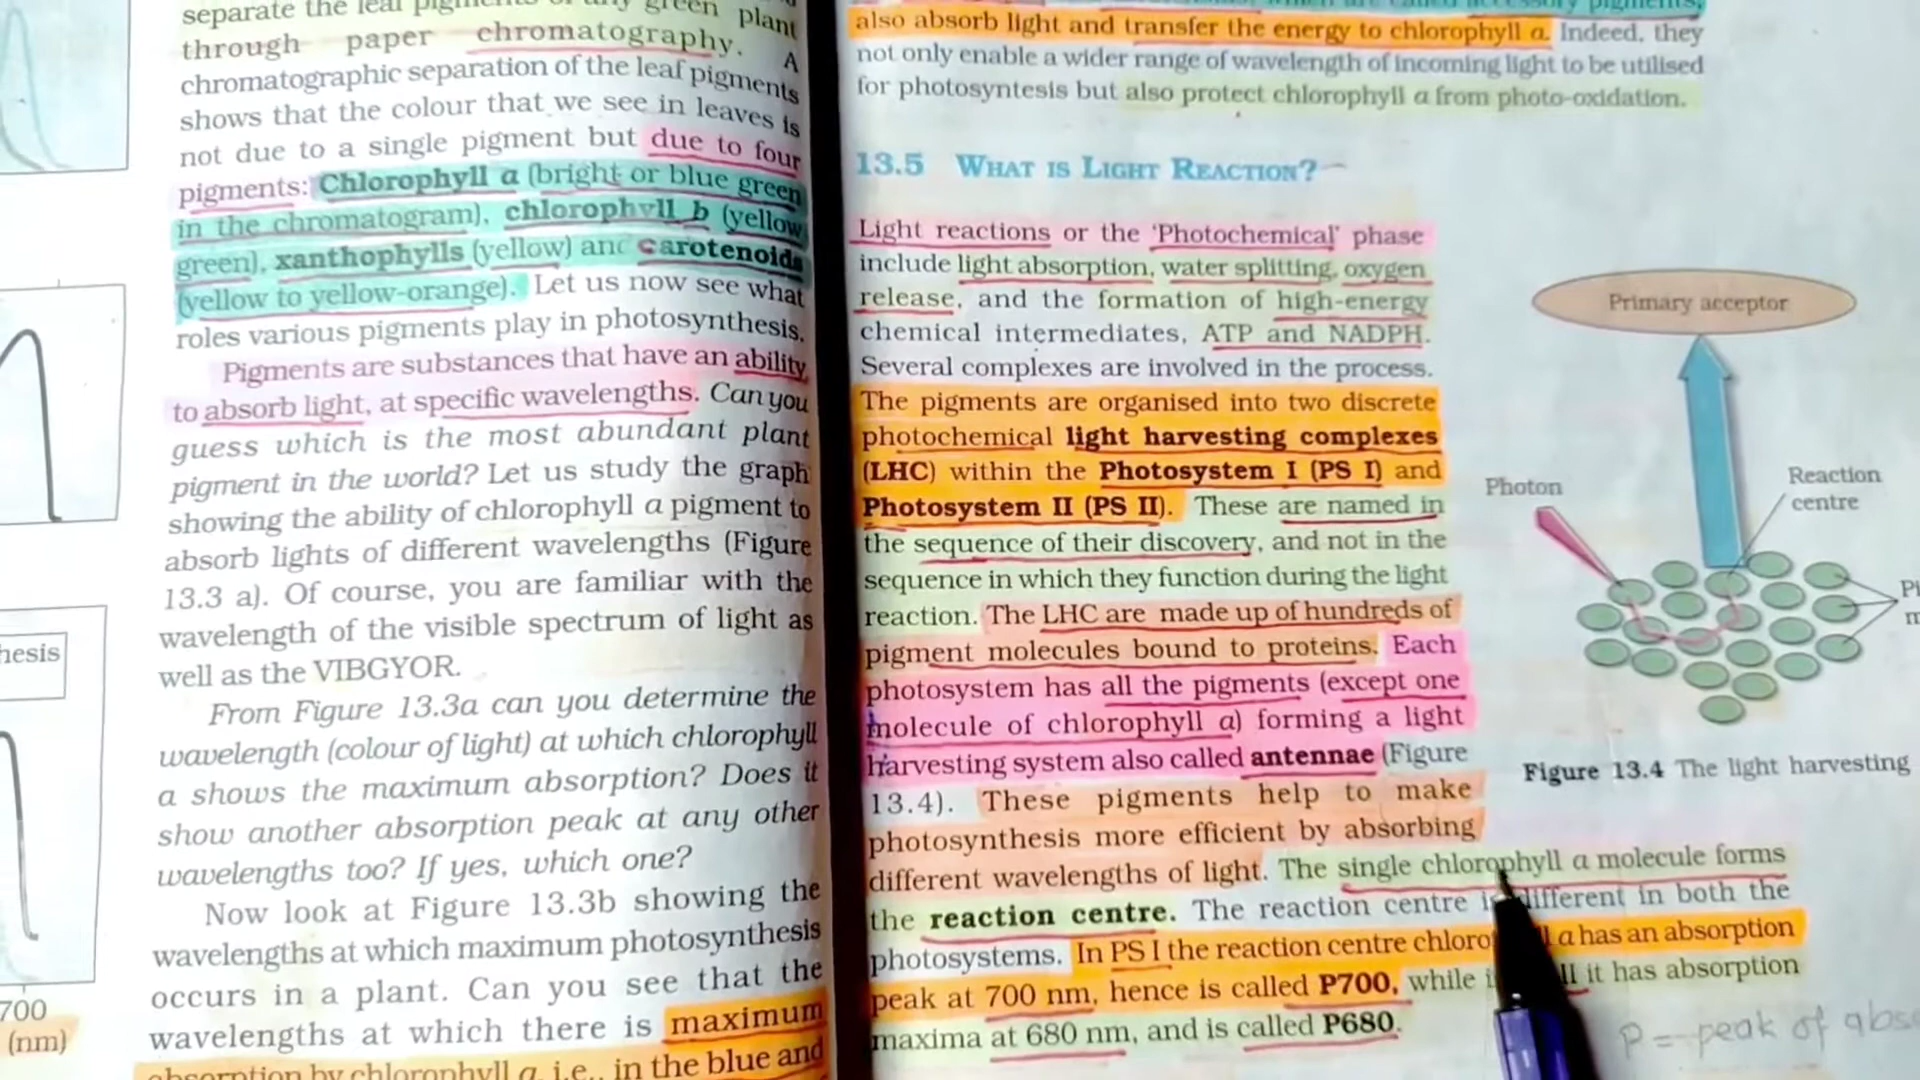 separate the leaf pigments of any green plant
through paper chromatography. A
chromatographic separation of the leaf pigments
shows that the colour that we see in leaves is
not due to a single pigment but due to four
pigments: Chlorophyll a (bright or blue green
in the chromatogram), chlorophyll b (yellow
green), xanthophylls (yellow) and carotenoids
(yellow to yellow-orange). Let us now see what
roles various pigments play in photosynthesis.
Pigments are substances that have an ability
to absorb light, at specific wavelengths. Can you
guess which is the most abundant plant
pigment in the world? Let us study the graph
showing the ability of chlorophyll a pigment to
absorb lights of different wavelengths (Figure
13.3 a). Of course, you are familiar with the
wavelength of the visible spectrum of light as
well as the VIBGYOR.
From Figure 13.3a can you determine the
wavelength (colour of light) at which chlorophyll
a shows the maximum absorption? Does it
show another absorption peak at any other
wavelengths too? If yes, which one?
Now look at Figure 13.3b showing the
wavelengths at which maximum photosynthesis
occurs in a plant. Can you see that the
wavelengths at which there is maximum
absorption by chlorophyll a, i.e., in the blue and
hesis
700
(nm)
accessory pigments,
also absorb light and transfer the energy to chlorophyll a. Indeed, they
not only enable a wider range of wavelength of incoming light to be utilised
for photosyntesis but also protect chlorophyll a from photo-oxidation.
13.5 WHAT IS LIGHT REACTION?
Light reactions or the 'Photochemical' phase
include light absorption, water splitting, oxygen
release, and the formation of high-energy
chemical intermediates, ATP and NADPH.
Several complexes are involved in the process.
The pigments are organised into two discrete
photochemical light harvesting complexes
(LHC) within the Photosystem I (PS I) and
Photosystem II (PS II). These are named in
the sequence of their discovery, and not in the
sequence in which they function during the light
reaction. The LHC are made up of hundreds of
pigment molecules bound to proteins. Each
photosystem has all the pigments (except one
molecule of chlorophyll a) forming a light
harvesting system also called antennae (Figure
13.4). These pigments help to make
photosynthesis more efficient by absorbing
different wavelengths of light. The single chlorophyll a molecule forms
the reaction centre. The reaction centre is different in both the
photosystems. In PS I the reaction centre a has an absorption
peak at 700 nm, hence is called P700, while it has absorption
maxima at 680 nm, and is called P680.
Primary acceptor
Photon
Reaction
centre
Figure 13.4 The light harvesting
P = peak of